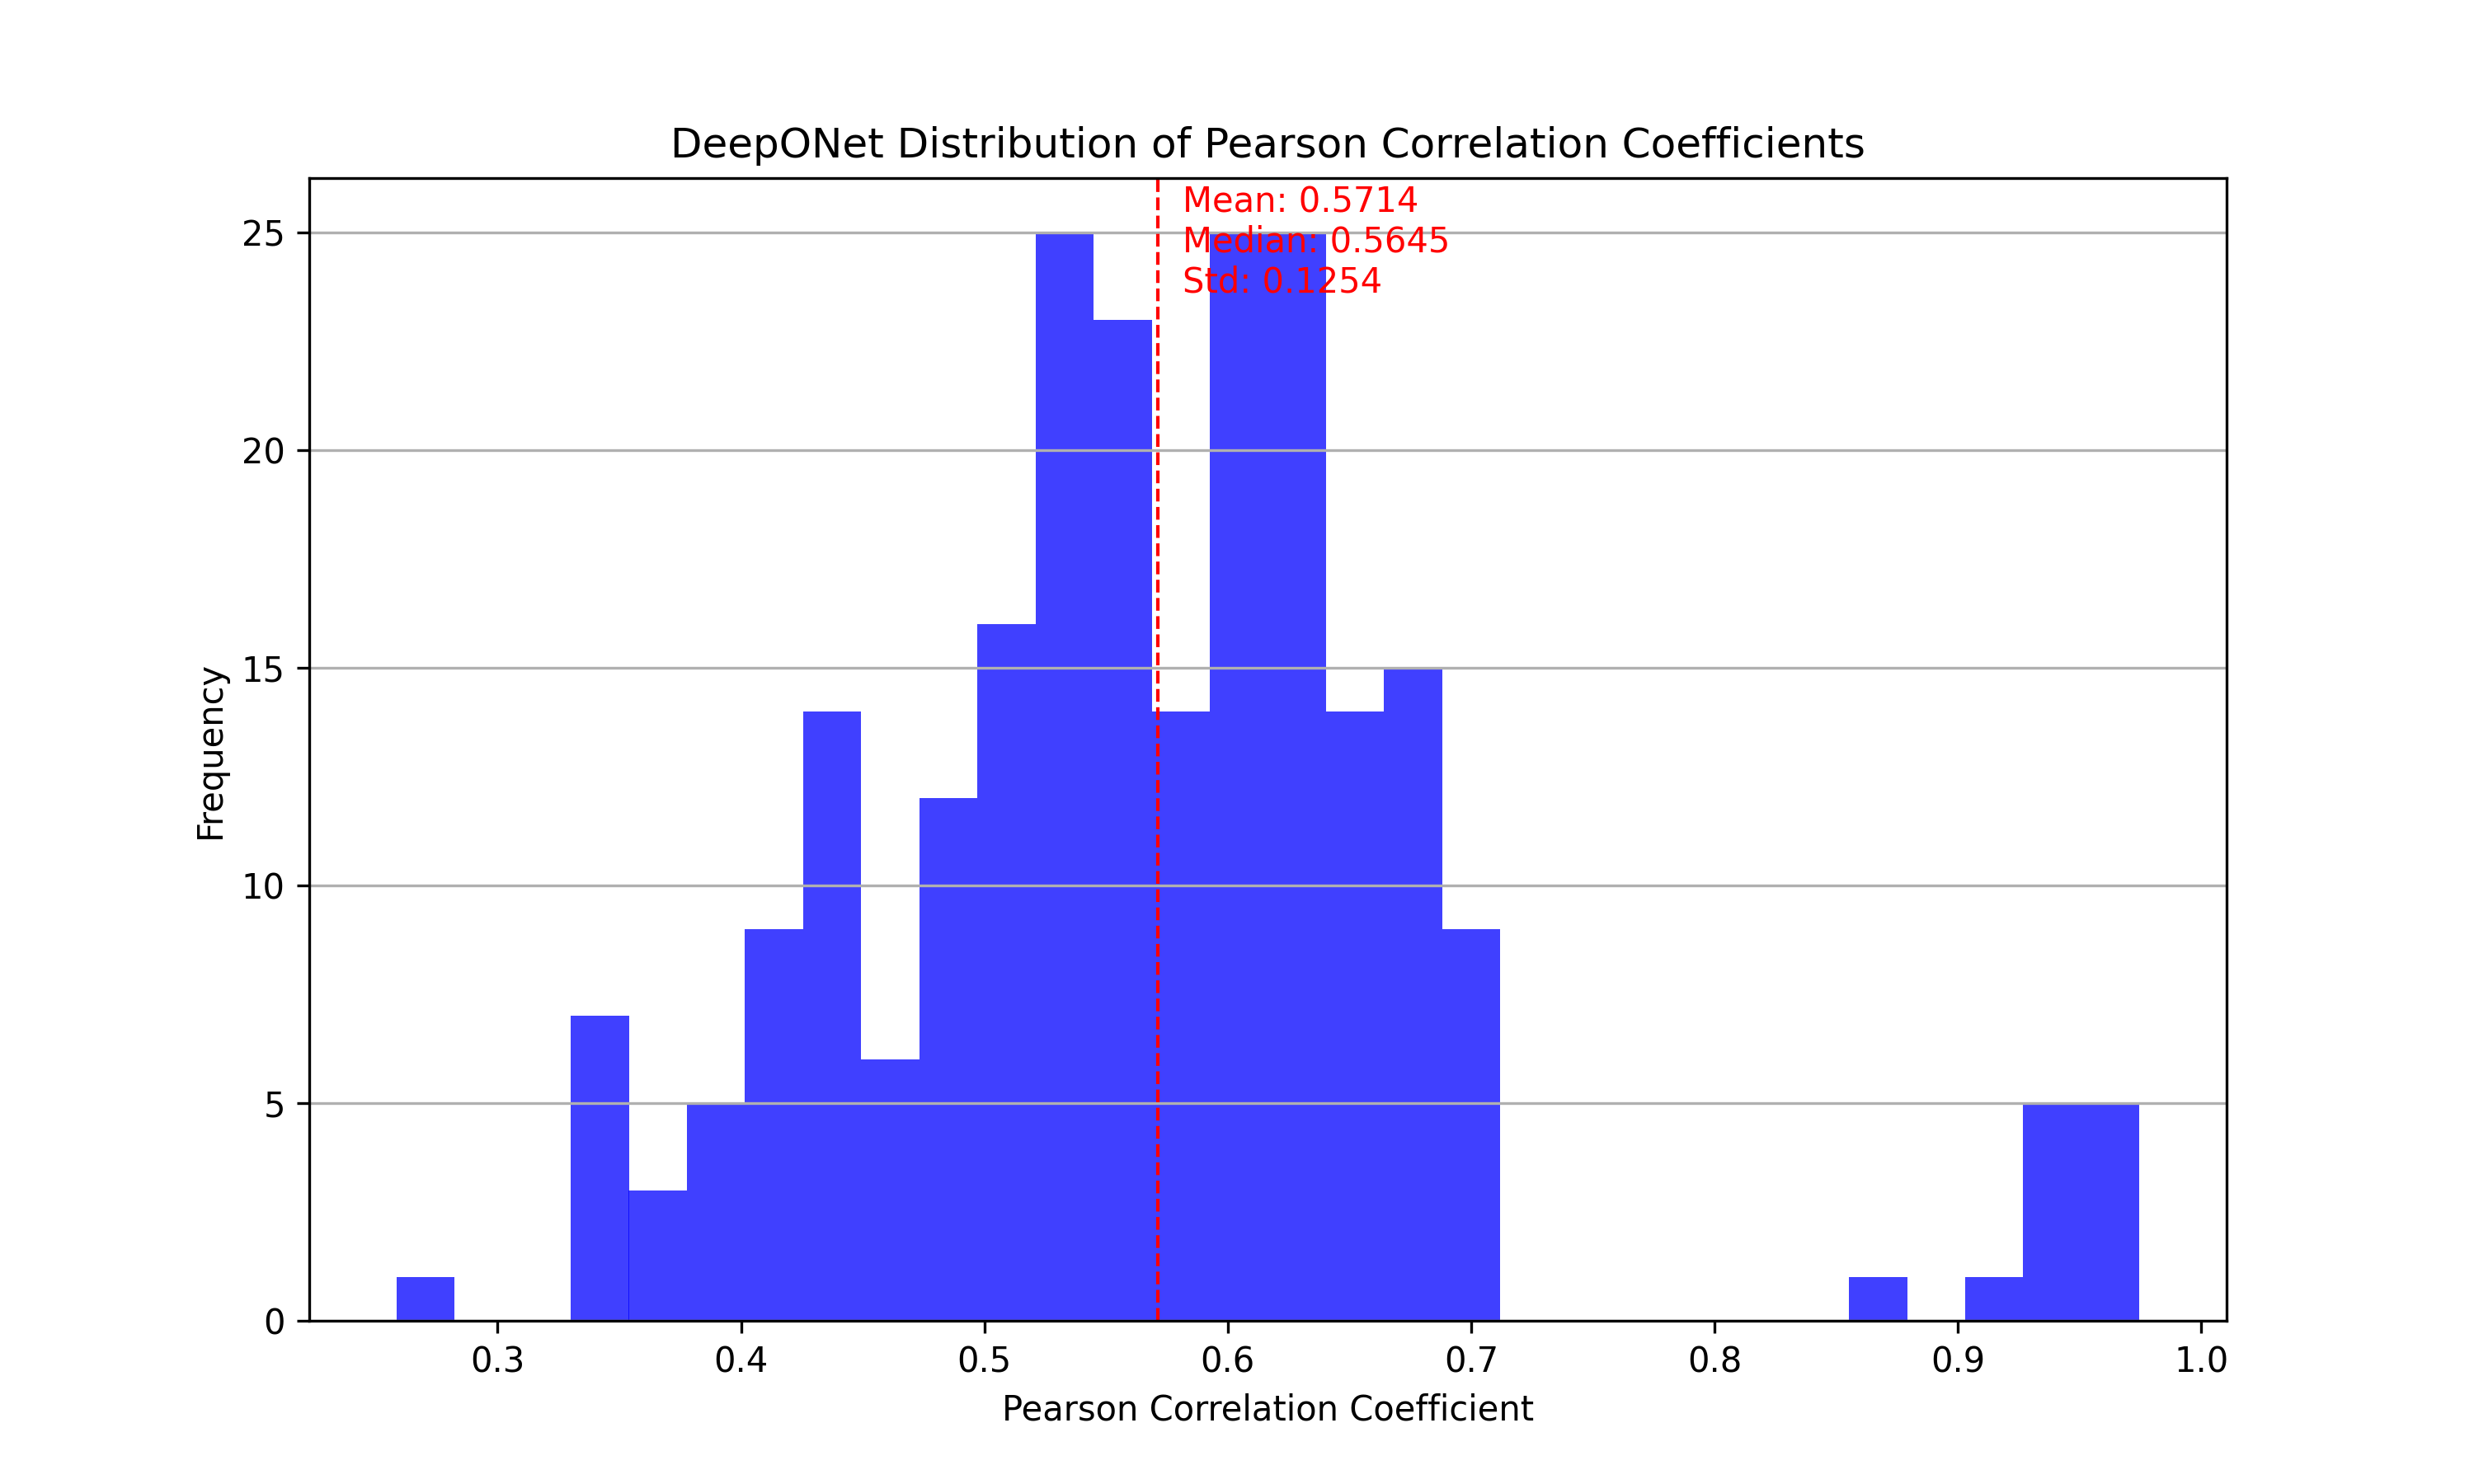 DeepONet Distribution of Pearson Correlation Coefficients
Mean: 0.5714
Median: 0.5645
Std: 0.1254
25
20
15
10
5
0
Frequency
0.3 0.4 0.5 0.6 0.7 0.8 0.9 1.0
Pearson Correlation Coefficient